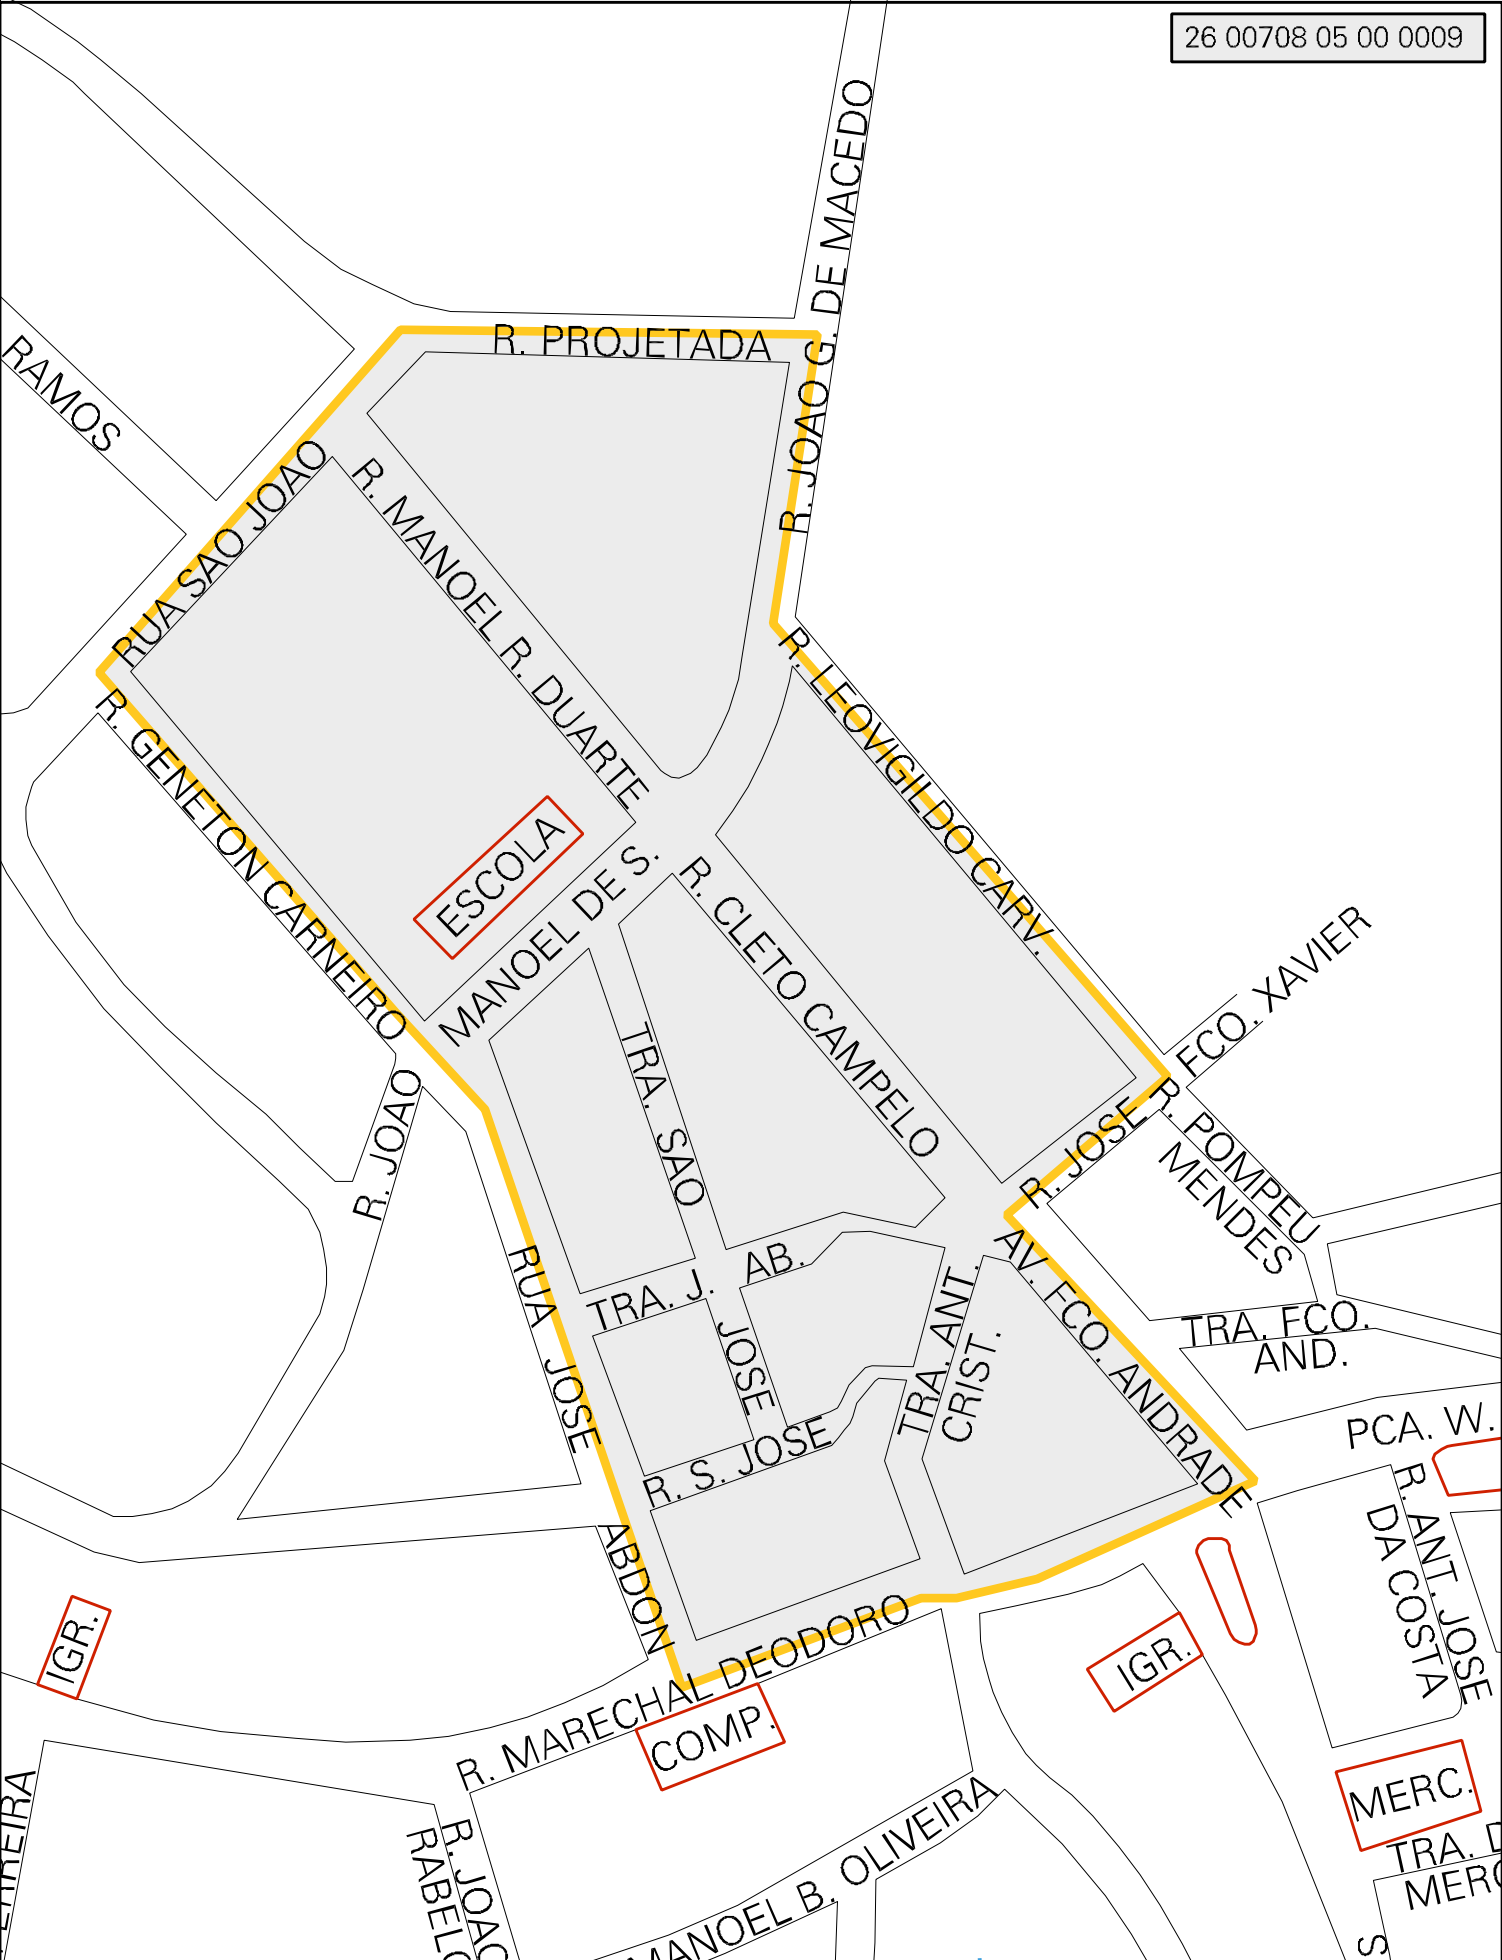 26 00708 05 00 0009
R. JOAO G. DE MACEDO
R. PROJETADA
RAMOS
RUA SAO JOAO
R. MANOEL R. DUARTE
R. GENETON CARNEIRO
R. LEOVIGILDO CARV.
ESCOLA
MANOEL DE S.
R. CLETO CAMPELO
FCO. XAVIER
TRA. SAO
JOSE
R. JOAO
R. JOSE
R. POMPEU
MENDES
RUA JOSE ABDON
TRA. J. AB.
TRA. ANT.
CRIST.
AV. FCO. ANDRADE
TRA. FCO.
AND.
PCA. W.
R. S. JOSE
R. ANT. JOSE
DA COSTA
IGR.
IGR.
R. MARECHAL DEODORO
COMP.
MERC.
TRA. D
MERC
R. JOAO
RABELO
MANOEL B. OLIVEIRA
S